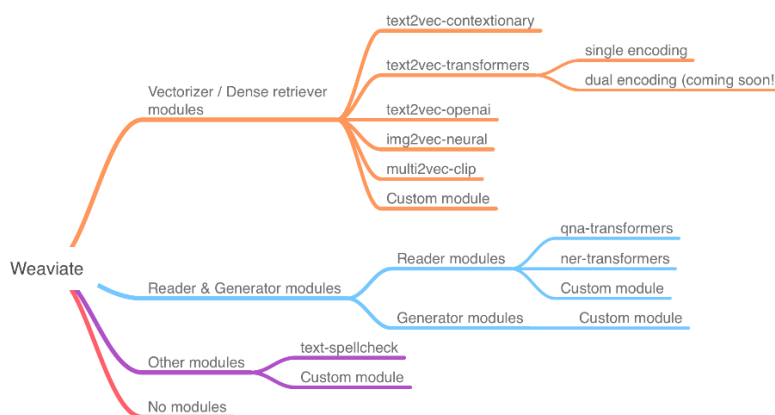 text2vec-contextionary
single encoding
text2vec-transformers
dual encoding (coming soon!
Vectorizer / Dense retriever
modules
text2vec-openai
img2vec-neural
multi2vec-clip
Custom module
Weaviate
qna-transformers
Reader modules
ner-transformers
Reader & Generator modules
Custom module
Generator modules
Custom module
text-spellcheck
Other modules
Custom module
No modules